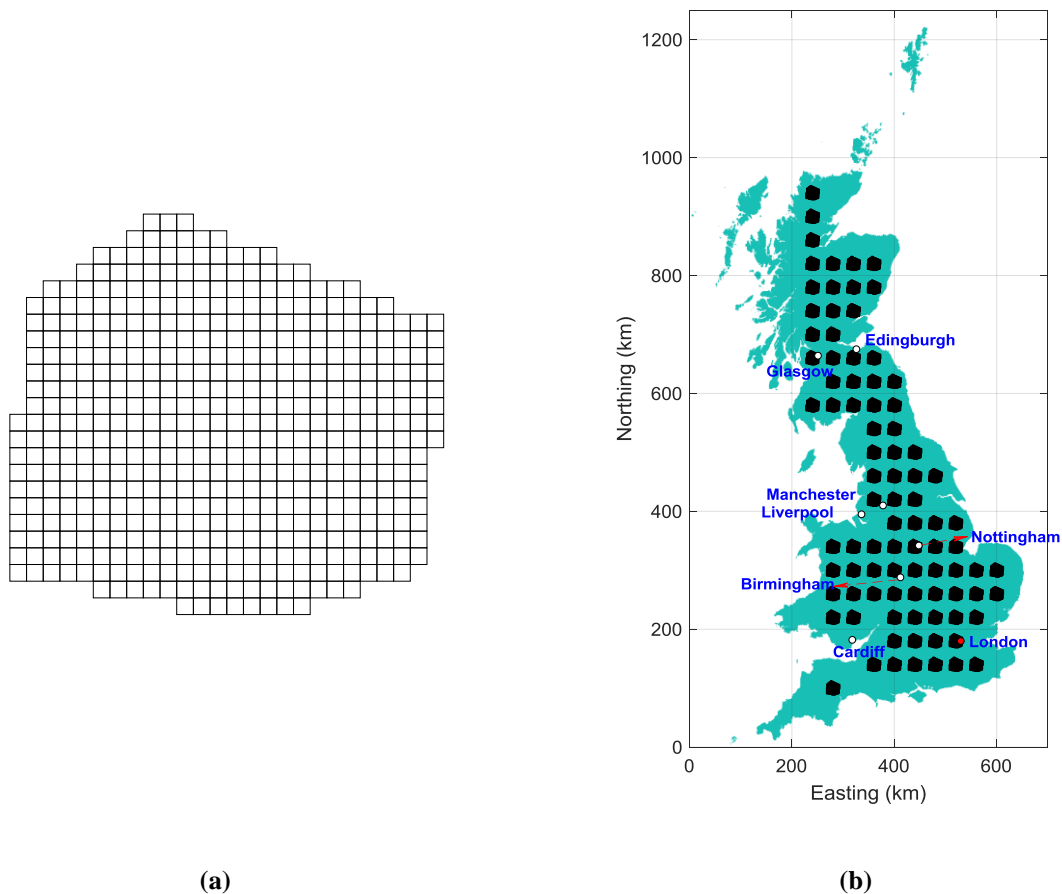 1200
1000
800
600
400
200
0
0
200
400
600
Northing (km)
Easting (km)
Edingburgh
Glasgow
Manchester
Liverpool
Nottingham
Birmingham
London
Cardiff
(a)
(b)